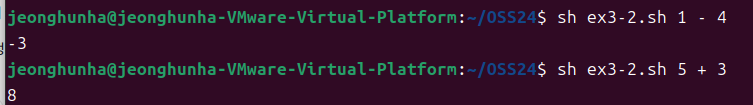 jeonghunha@jeonghunha-VMware-Virtual-Platform:~/OSS24$ sh ex3-2.sh 1 - 4
-3
jeonghunha@jeonghunha-VMware-Virtual-Platform:~/OSS24$ sh ex3-2.sh 5 + 3
8